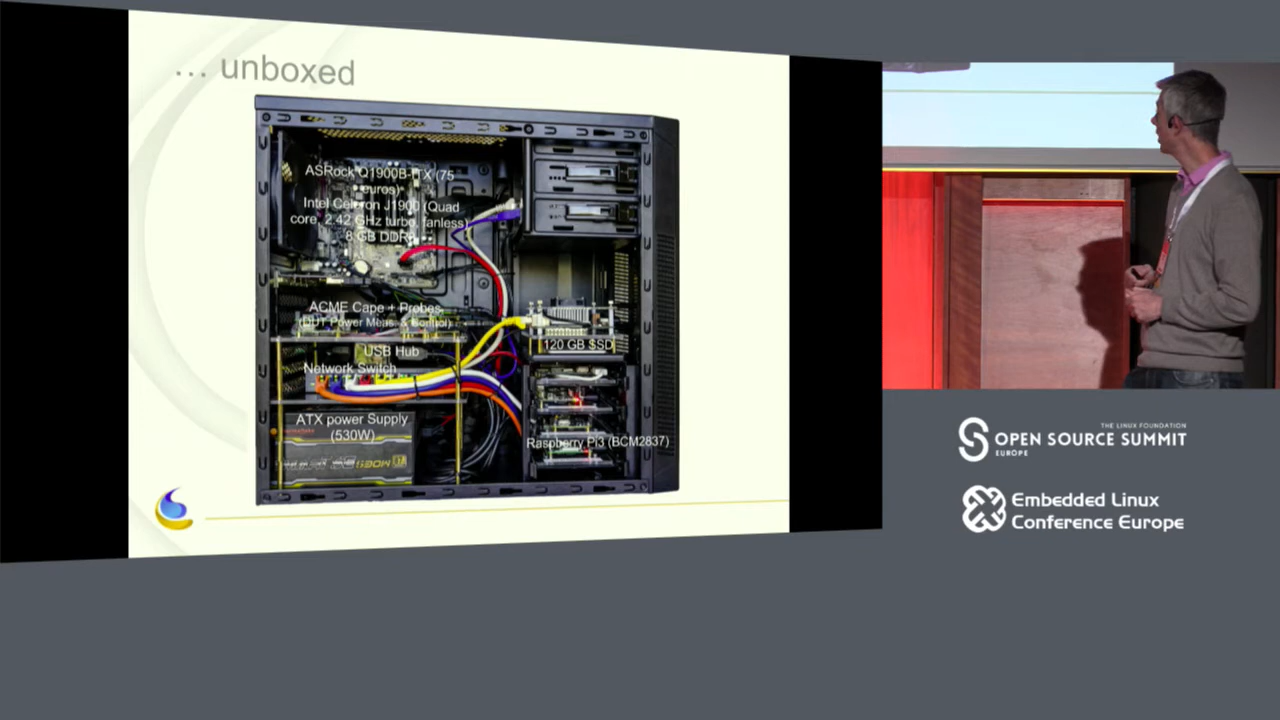 ... unboxed
ASRock Q1900B-ITX (75
euros)
Intel Celeron J1900 (Quad
core, 2.42 GHz turbo, fanless)
8 GB DDR3
ACME Cape + Probes
(DUT Power Meas. & Control)
USB Hub
Network Switch
120 GB SSD
ATX power Supply
(530W)
530W
Raspberry Pi3 (BCM2837)
THE LINUX FOUNDATION
OPEN SOURCE SUMMIT
EUROPE
Embedded Linux
Conference Europe